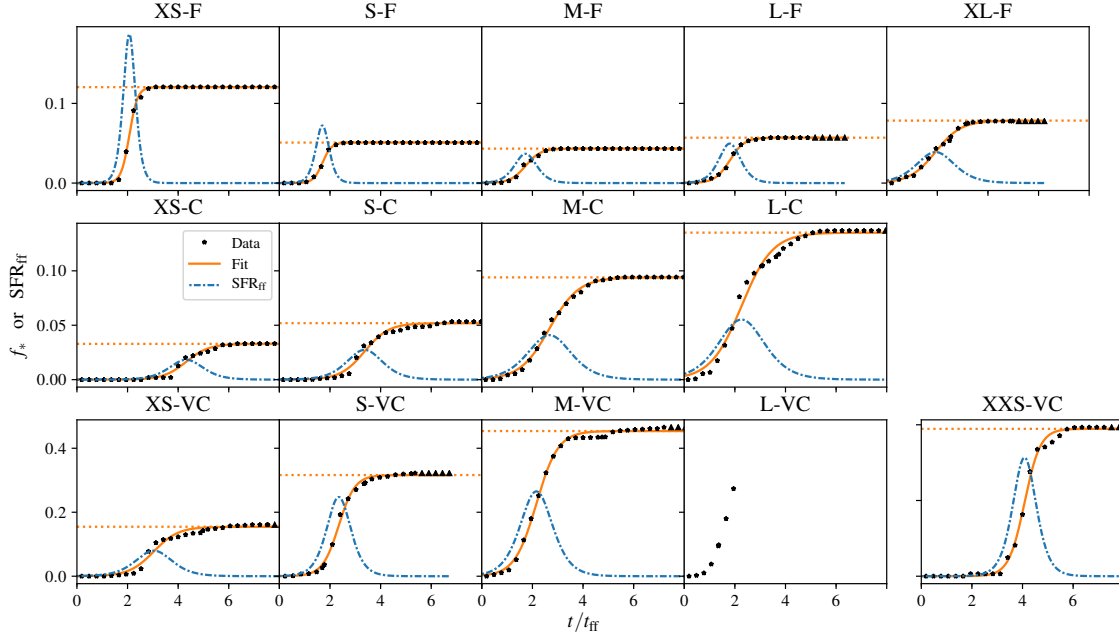 XS-F S-F M-F L-F XL-F
0.1
0.0
XS-C S-C M-C L-C
Data
Fit
SFR_ff
0.10
0.05
0.00
f_* or SFR_ff
XS-VC S-VC M-VC L-VC XXS-VC
0.4
0.2
0.0
0 2 4 6 0 2 4 6 0 2 4 6 0 2 4 6 0 2 4 6
t/t_ff